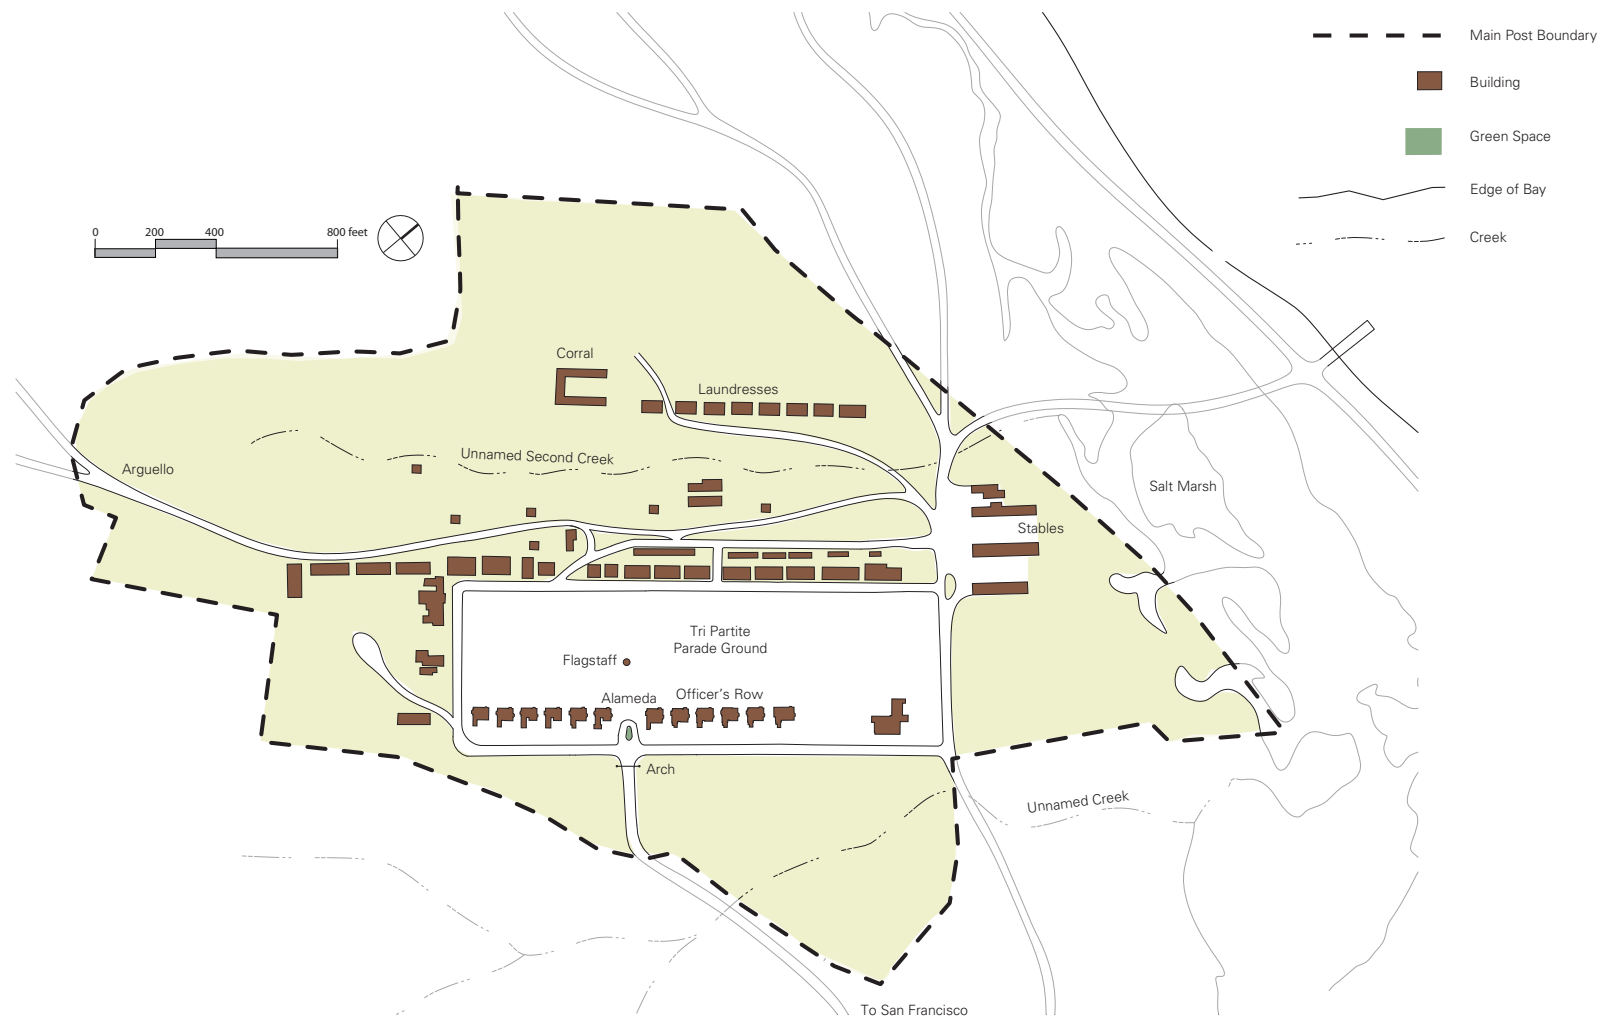 Main Post Boundary
Building
Green Space
Edge of Bay
Creek
0 200 400 800 feet
Corral
Laundresses
Unnamed Second Creek
Arguello
Salt Marsh
Stables
Tri Partite
Parade Ground
Flagstaff
Alameda
Officer's Row
Arch
Unnamed Creek
To San Francisco